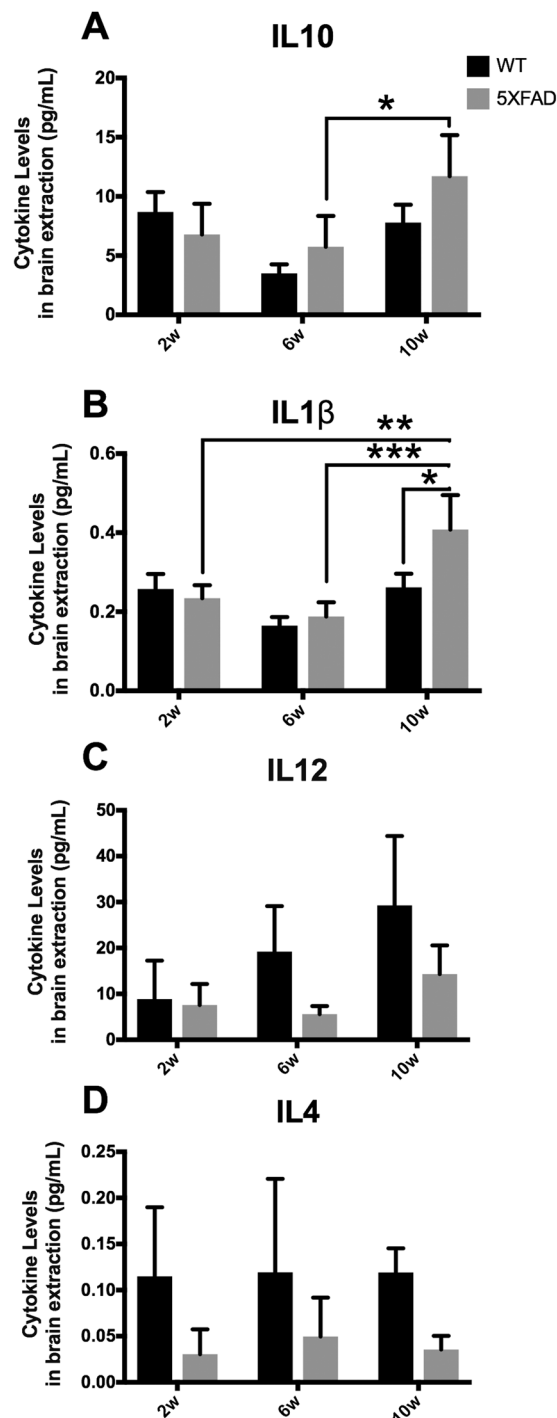 A
IL10
WT
5XFAD
Cytokine Levels
in brain extraction (pg/mL)
20
15
10
5
0
*
2w
6w
10w
B
IL1β
Cytokine Levels
in brain extraction (pg/mL)
0.6
0.4
0.2
0.0
**
***
*
2w
6w
10w
C
IL12
Cytokine Levels
in brain extraction (pg/mL)
50
40
30
20
10
0
2w
6w
10w
D
IL4
Cytokine Levels
in brain extraction (pg/mL)
0.25
0.20
0.15
0.10
0.05
0.00
2w
6w
10w